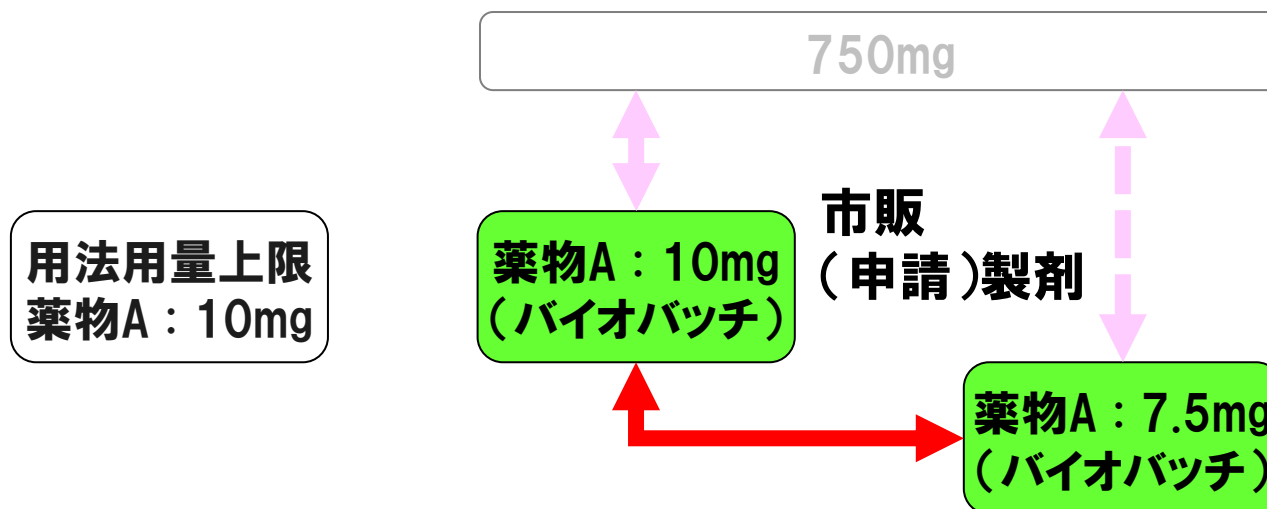 750mg
市販
（申請）製剤
用法用量上限
薬物A：10mg
薬物A：10mg
（バイオバッチ）
薬物A：7.5mg
（バイオバッチ）